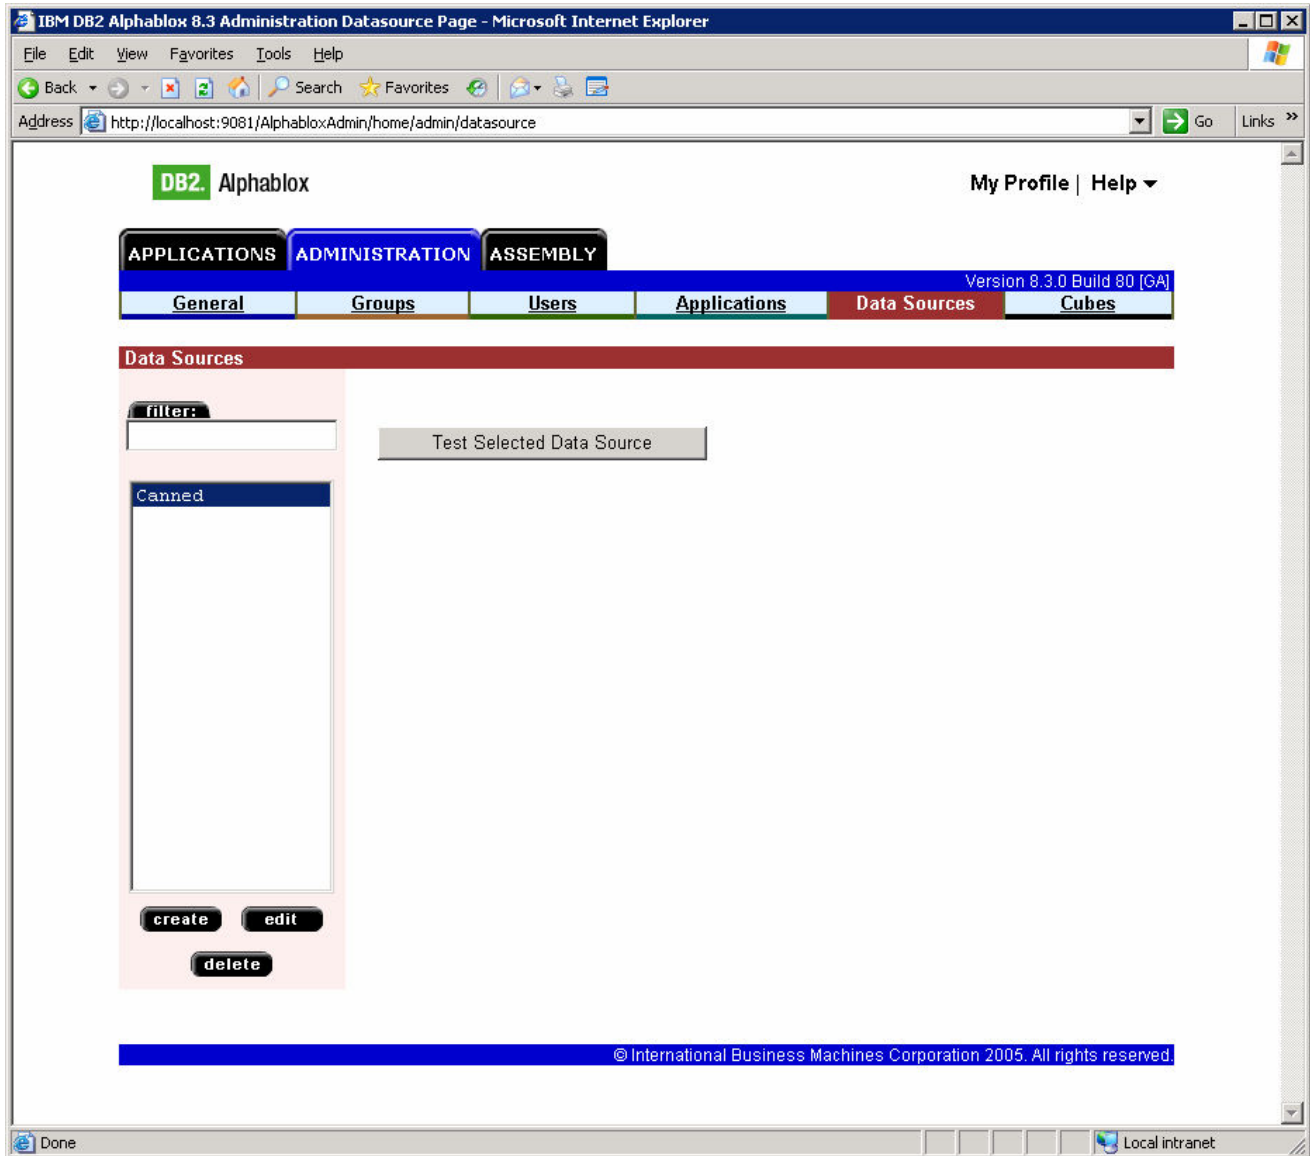 IBM DB2 Alphablox 8.3 Administration Datasource Page - Microsoft Internet Explorer
File Edit View Favorites Tools Help
Back Search Favorites
Address http://localhost:9081/AlphabloxAdmin/home/admin/datasource Go Links »
DB2. Alphablox My Profile | Help
APPLICATIONS ADMINISTRATION ASSEMBLY
Version 8.3.0 Build 80 [GA]
General Groups Users Applications Data Sources Cubes
Data Sources
filter:
Test Selected Data Source
Canned
create edit
delete
© International Business Machines Corporation 2005. All rights reserved.
Done Local intranet